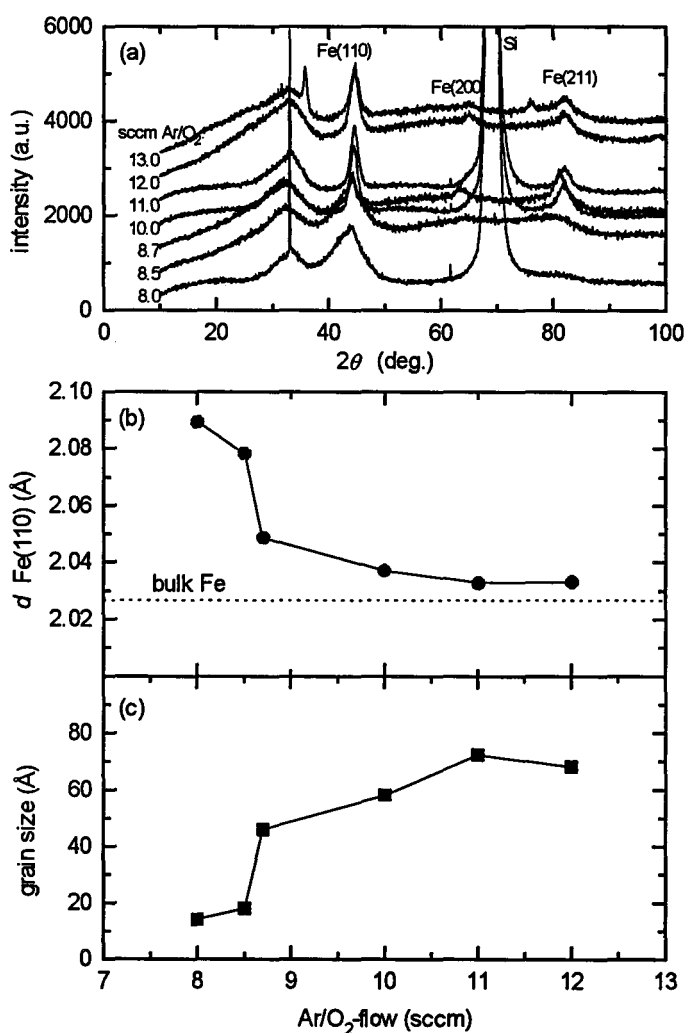 (a)
6000
4000
2000
0
intensity (a.u.)
Fe(110)
Fe(200)
Si
Fe(211)
sccm Ar/O2
13.0
12.0
11.0
10.0
8.7
8.5
8.0
0 20 40 60 80 100
2θ (deg.)
(b)
2.10
2.08
2.06
2.04
2.02
d Fe(110) (Å)
bulk Fe
(c)
80
60
40
20
0
grain size (Å)
7 8 9 10 11 12 13
Ar/O2-flow (sccm)